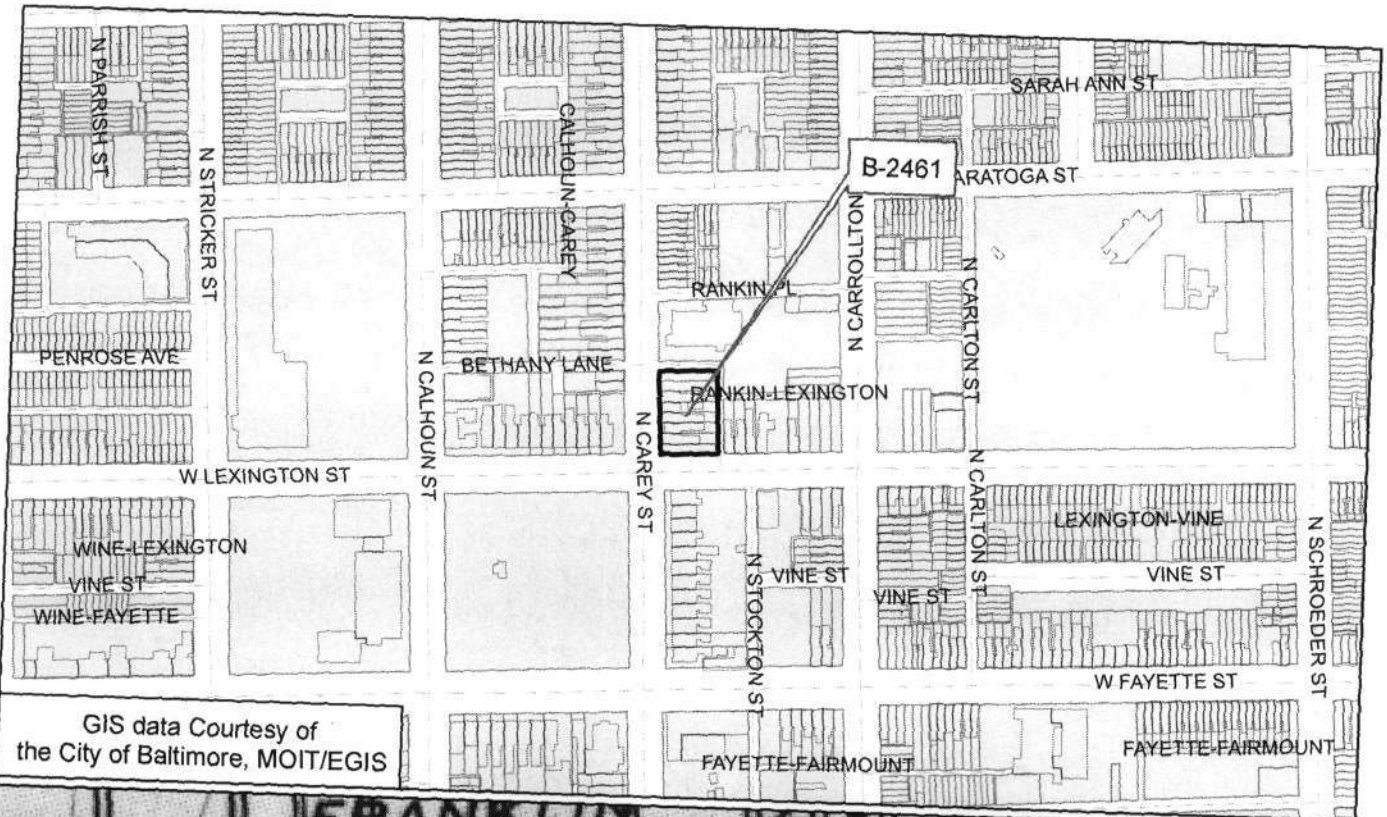 N PARRISH ST
SARAH ANN ST
CALHOUN-CAREY
N STRICKER ST
B-2461
ARATOGA ST
N CARROLLTON
RANKIN PL
N CARLTON ST
PENROSE AVE
BETHANY LANE
N CALHOUN ST
RANKIN-LEXINGTON
N CAREY ST
W LEXINGTON ST
N CARLTON ST
LEXINGTON-VINE
WINE-LEXINGTON
N STOCKTON ST
N SCHROEDER ST
VINE ST
VINE ST
VINE ST
VINE ST
WINE-FAYETTE
W FAYETTE ST
GIS data Courtesy of
the City of Baltimore, MOIT/EGIS
FAYETTE-FAIRMOUNT
FAYETTE-FAIRMOUNT
FRANKLIN